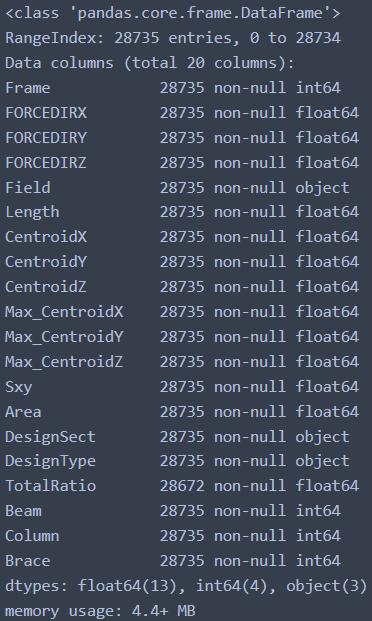 <class 'pandas.core.frame.DataFrame'>
RangeIndex: 28735 entries, 0 to 28734
Data columns (total 20 columns):
Frame 28735 non-null int64
FORCEDIRX 28735 non-null float64
FORCEDIRY 28735 non-null float64
FORCEDIRZ 28735 non-null float64
Field 28735 non-null object
Length 28735 non-null float64
CentroidX 28735 non-null float64
CentroidY 28735 non-null float64
CentroidZ 28735 non-null float64
Max_CentroidX 28735 non-null float64
Max_CentroidY 28735 non-null float64
Max_CentroidZ 28735 non-null float64
Sxy 28735 non-null float64
Area 28735 non-null float64
DesignSect 28735 non-null object
DesignType 28735 non-null object
TotalRatio 28672 non-null float64
Beam 28735 non-null int64
Column 28735 non-null int64
Brace 28735 non-null int64
dtypes: float64(13), int64(4), object(3)
memory usage: 4.4+ MB